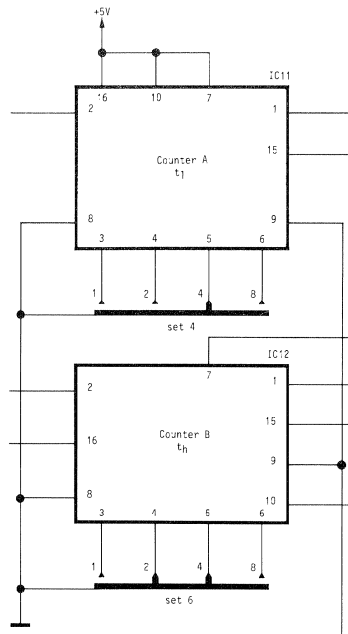 +5V
IC11
16 10 7
2 1
Counter A
t1
15
8 9
3 4 5 6
1 2 4 8
set 4
IC12
7
2 1
Counter B
th
15
16
9
8
10
3 4 5 6
1 2 4 8
set 6